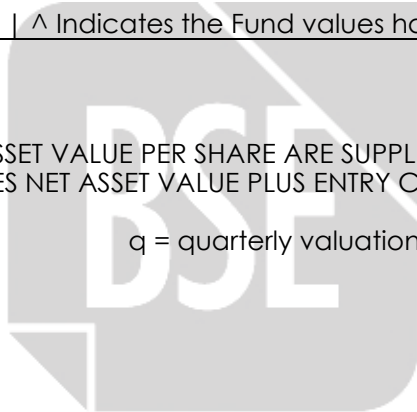 | ^ Indicates the Fund values ha
SSET VALUE PER SHARE ARE SUPPL
ES NET ASSET VALUE PLUS ENTRY C
q = quarterly valuation
BSE